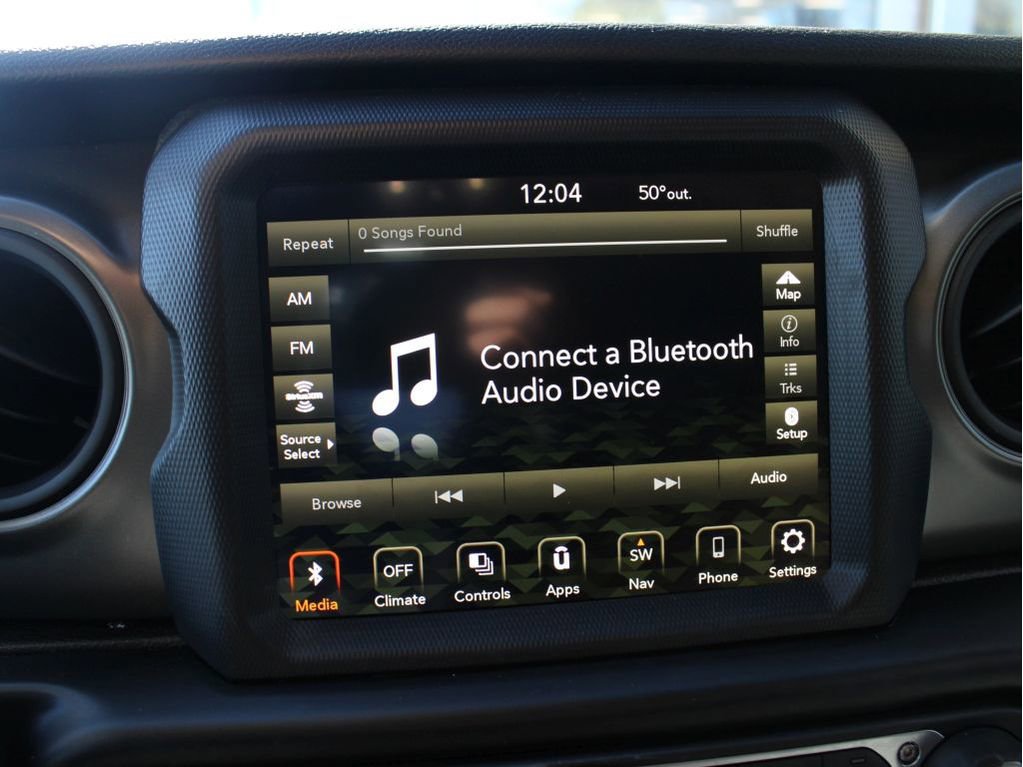 12:04 50°out.
Repeat 0 Songs Found Shuffle
AM
FM
SiriusXM
Source
Select
Connect a Bluetooth
Audio Device
Map
Info
Trks
Setup
Browse Audio
Media
OFF
Climate
Controls
ū
Apps
SW
Nav
Phone
Settings